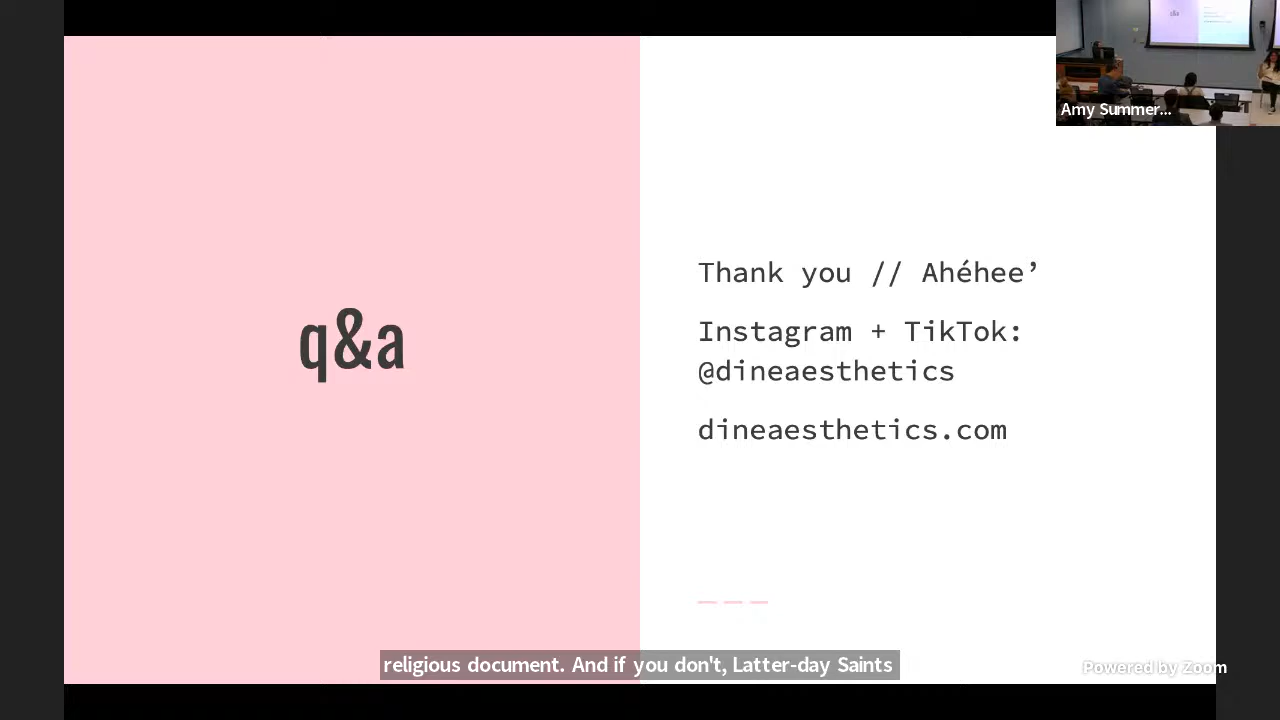 q&a
Thank you // Ahéhee’
Instagram + TikTok:
@dineaesthetics
dineaesthetics.com
Amy Summer...
religious document. And if you don't, Latter-day Saints
Powered by Zoom